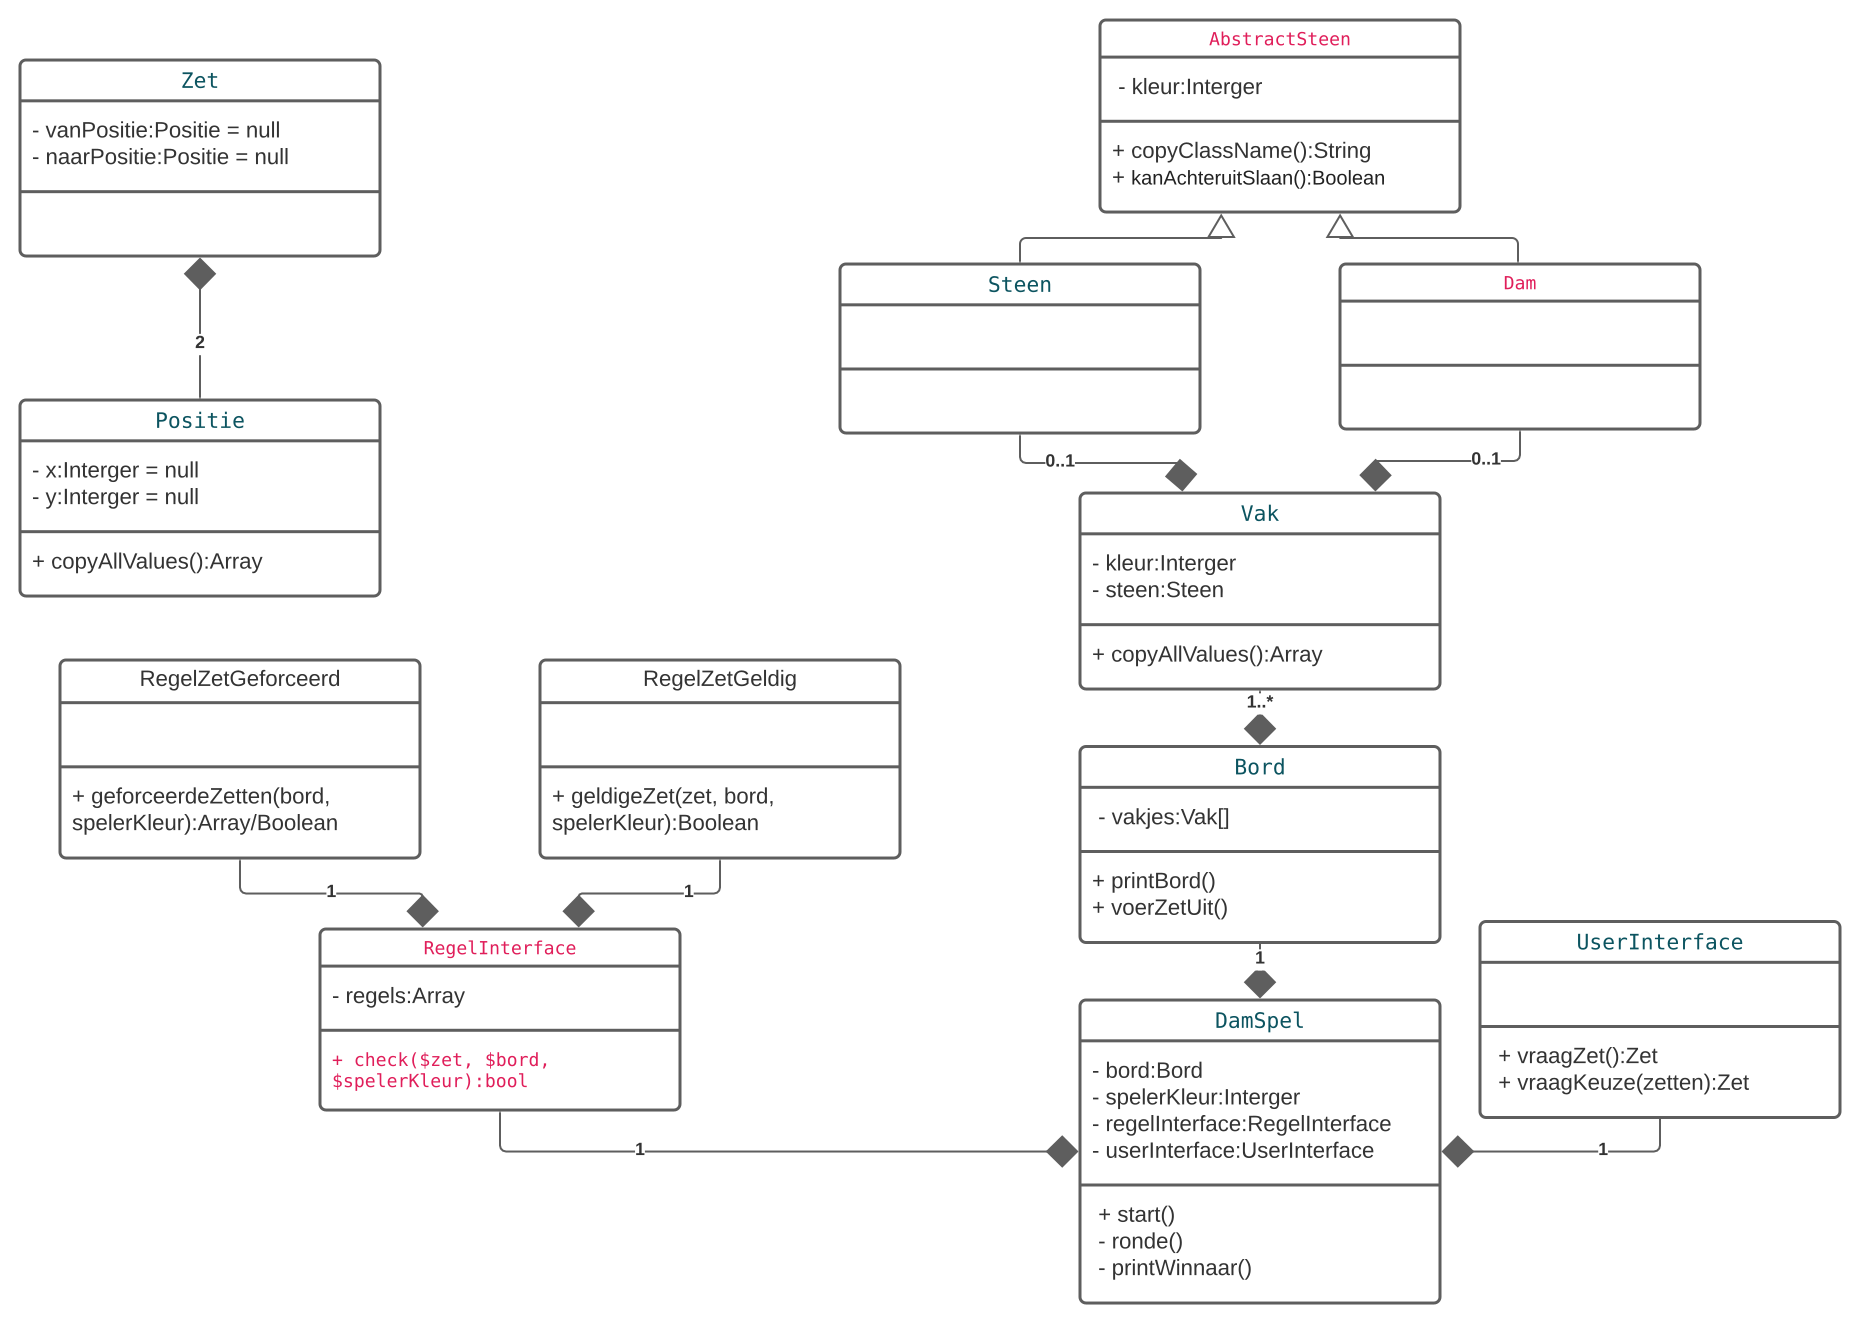 Zet
- vanPositie:Positie = null
- naarPositie:Positie = null
2
Positie
- x:Interger = null
- y:Interger = null
+ copyAllValues():Array
AbstractSteen
- kleur:Interger
+ copyClassName():String
+ kanAchteruitSlaan():Boolean
Steen
Dam
0..1
0..1
Vak
- kleur:Interger
- steen:Steen
+ copyAllValues():Array
1..*
Bord
- vakjes:Vak[]
+ printBord()
+ voerZetUit()
1
RegelZetGeforceerd
+ geforceerdeZetten(bord,
spelerKleur):Array/Boolean
1
RegelZetGeldig
+ geldigeZet(zet, bord,
spelerKleur):Boolean
1
RegelInterface
- regels:Array
+ check($zet, $bord,
$spelerKleur):bool
1
DamSpel
- bord:Bord
- spelerKleur:Interger
- regelInterface:RegelInterface
- userInterface:UserInterface
+ start()
- ronde()
- printWinnaar()
UserInterface
+ vraagZet():Zet
+ vraagKeuze(zetten):Zet
1